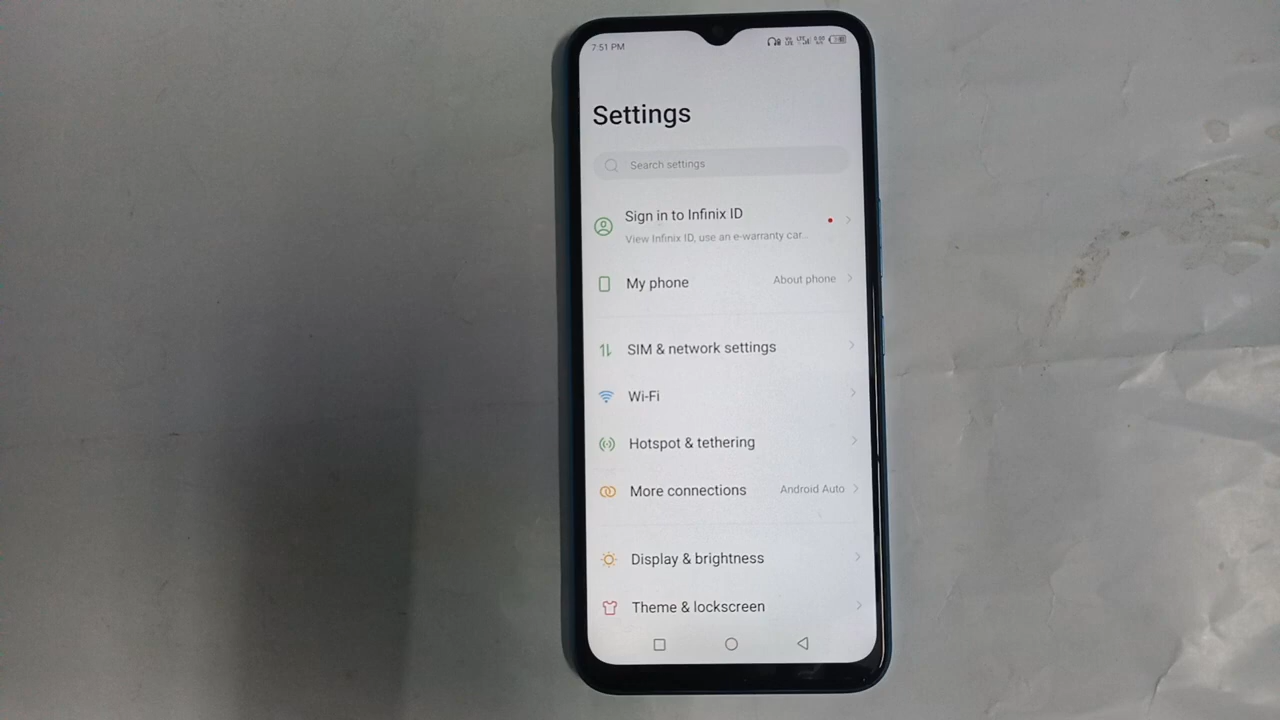 7:51 PM
Settings
Search settings
Sign in to Infinix ID
View Infinix ID, use an e-warranty car...
My phone About phone
SIM & network settings
Wi-Fi
Hotspot & tethering
More connections Android Auto
Display & brightness
Theme & lockscreen